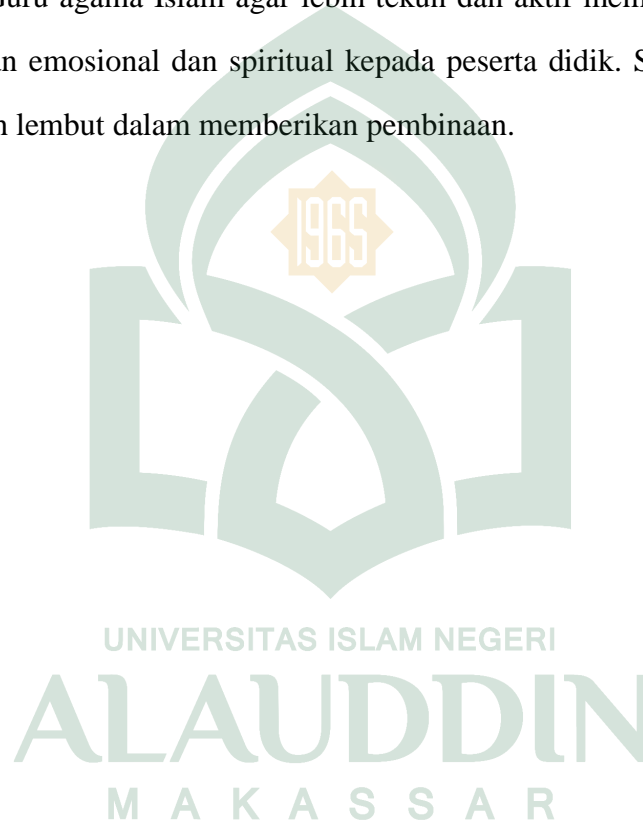 Guru agama Islam agar lebih tekun dan aktif mem
an emosional dan spiritual kepada peserta didik. S
lembut dalam memberikan pembinaan.
1965
UNIVERSITAS ISLAM NEGERI
ALAUDDIN
MAKASSAR